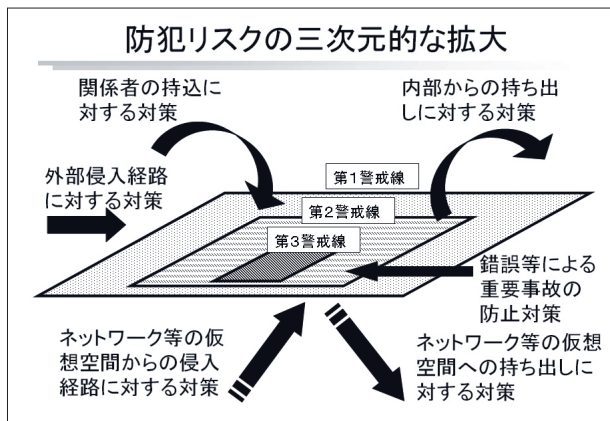 防犯リスクの三次元的な拡大
関係者の持込に
対する対策
内部からの持ち出
しに対する対策
外部侵入経路
に対する対策
第1警戒線
第2警戒線
第3警戒線
錯誤等による
重要事故の
防止対策
ネットワーク等の仮
想空間からの侵入
経路に対する対策
ネットワーク等の仮想
空間への持ち出しに
対する対策